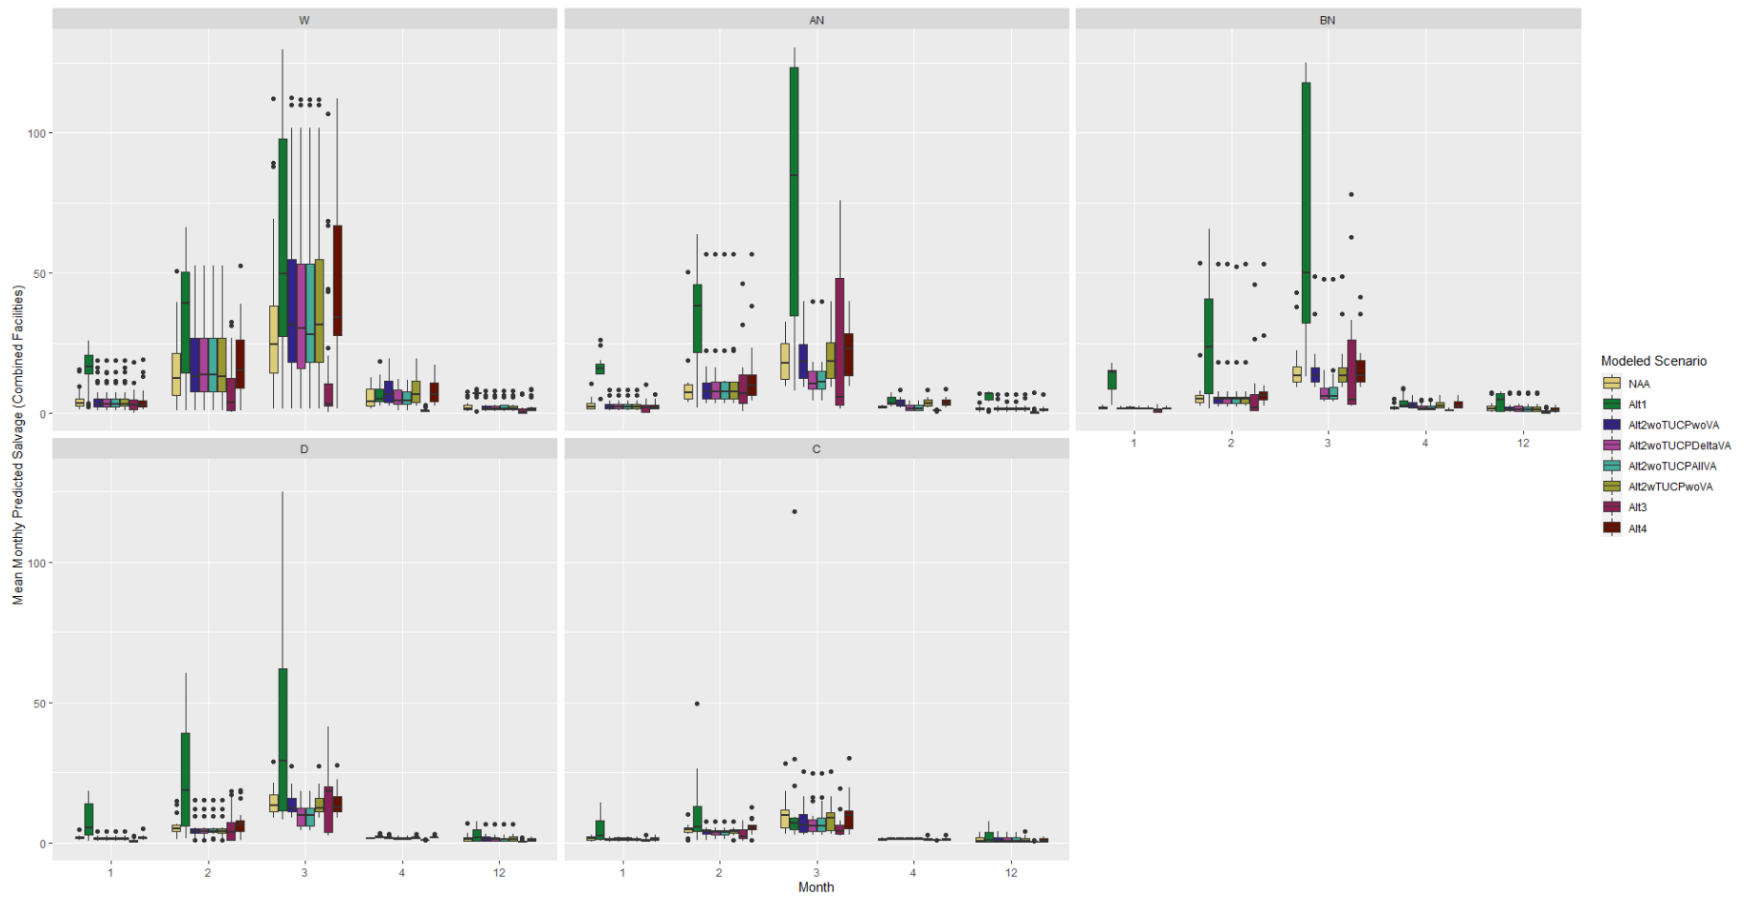 W
AN
BN
100
50
0
1
2
3
4
12
D
C
100
50
0
1
2
3
4
12
1
2
3
4
12
Month
Mean Monthly Predicted Salvage (Combined Facilities)
Modeled Scenario
NAA
Alt1
Alt2woTUCPwoVA
Alt2woTUCPDeltaVA
Alt2woTUCPAllVA
Alt2wTUCPwoVA
Alt3
Alt4